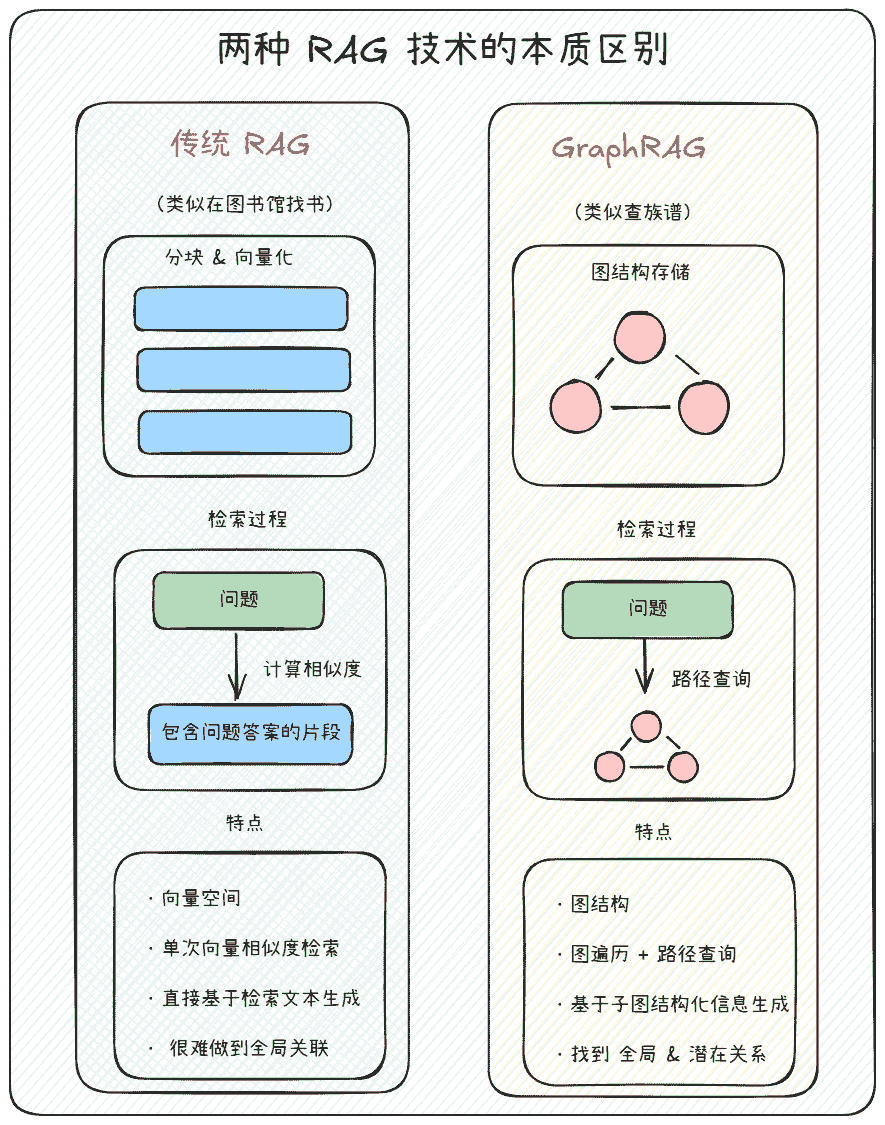 两种 RAG 技术的本质区别
传统 RAG
(类似在图书馆找书)
分块 & 向量化
检索过程
问题
计算相似度
包含问题答案的片段
特点
· 向量空间
· 单次向量相似度检索
· 直接基于检索文本生成
· 很难做到全局关联
GraphRAG
(类似查族谱)
图结构存储
检索过程
问题
路径查询
特点
· 图结构
· 图遍历 + 路径查询
· 基于子图结构化信息生成
· 找到 全局 & 潜在关系